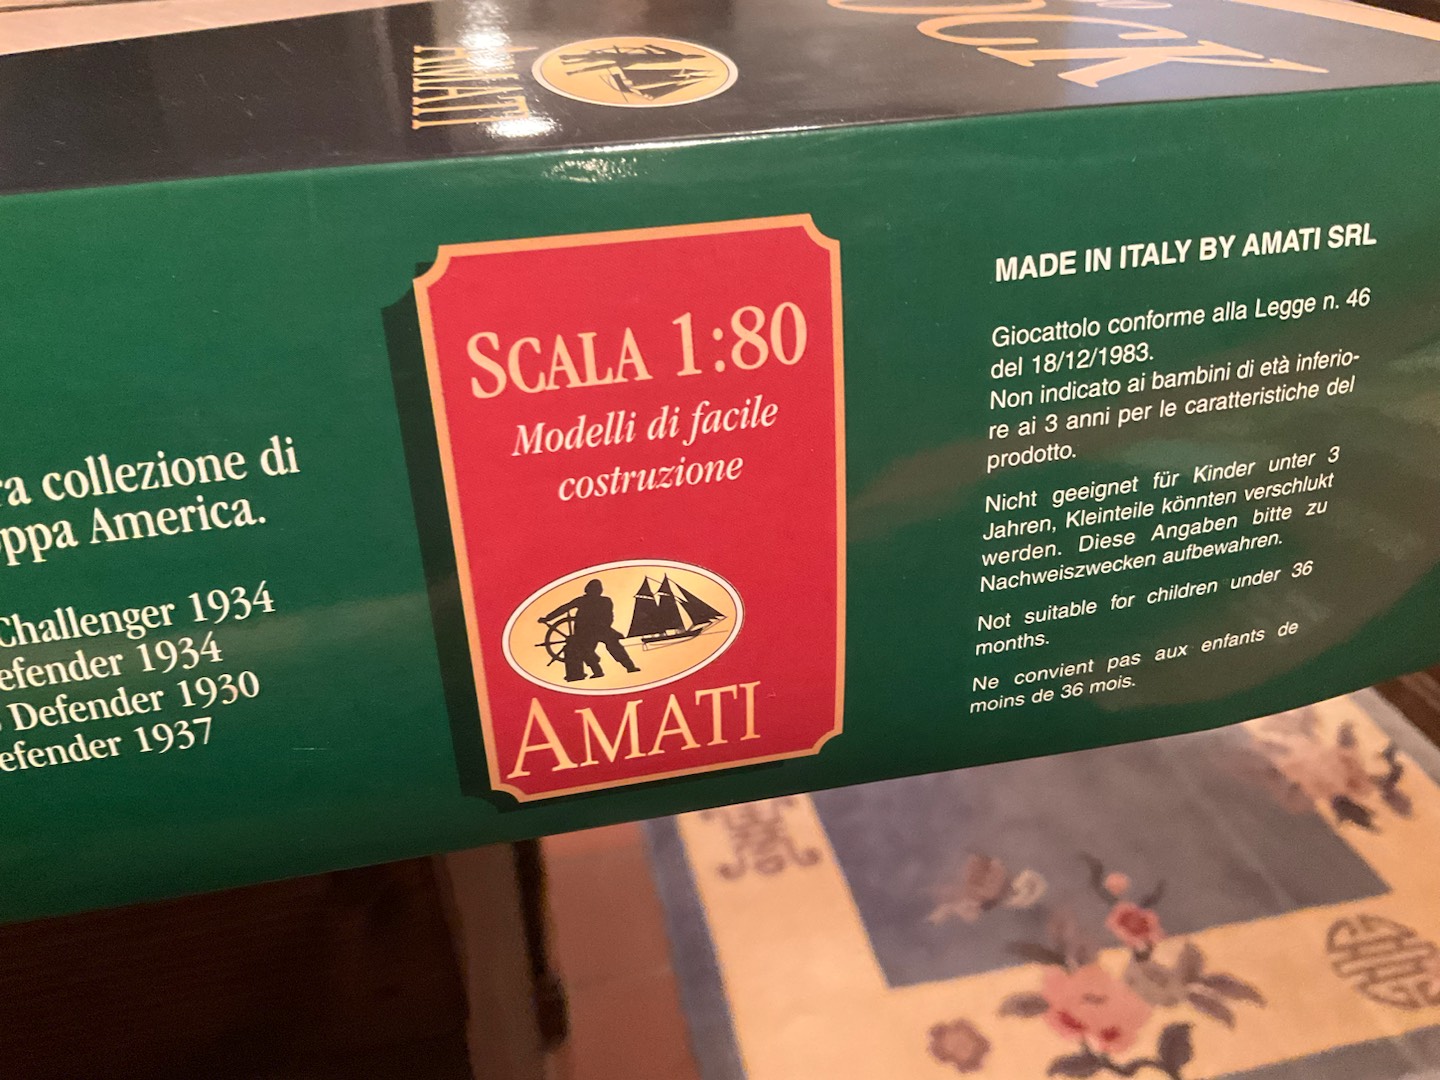 AMATI
collezione di
America.
Challenger 1934
1934
Defender 1930
1937
SCALA 1:80
Modelli di facile
costruzione
AMATI
MADE IN ITALY BY AMATI SRL
Giocattolo conforme alla Legge n. 46
del 18/12/1983.
Non indicato ai bambini di età inferio-
re ai 3 anni per le caratteristiche del
prodotto.
Nicht geeignet für Kinder unter 3
Jahren, Kleinteile könnten verschlukt
werden. Diese Angaben bitte zu
Nachweiszwecken aufbewahren.
Not suitable for children under 36
months.
Ne convient pas aux enfants de
moins de 36 mois.